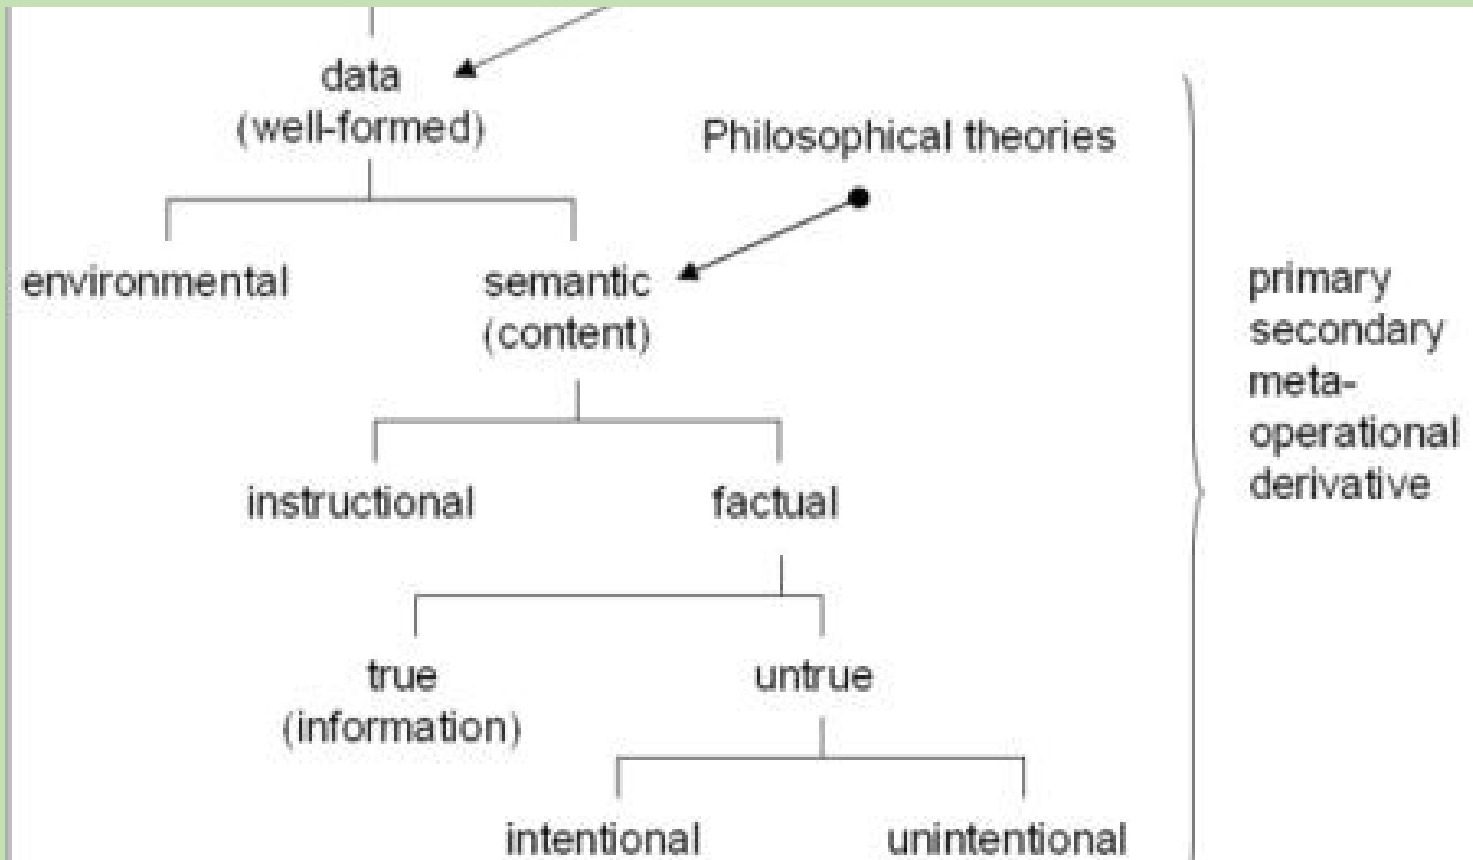 data
(well-formed)
Philosophical theories
environmental
semantic
(content)
primary
secondary
meta-
operational
derivative
instructional
factual
true
(information)
untrue
intentional
unintentional